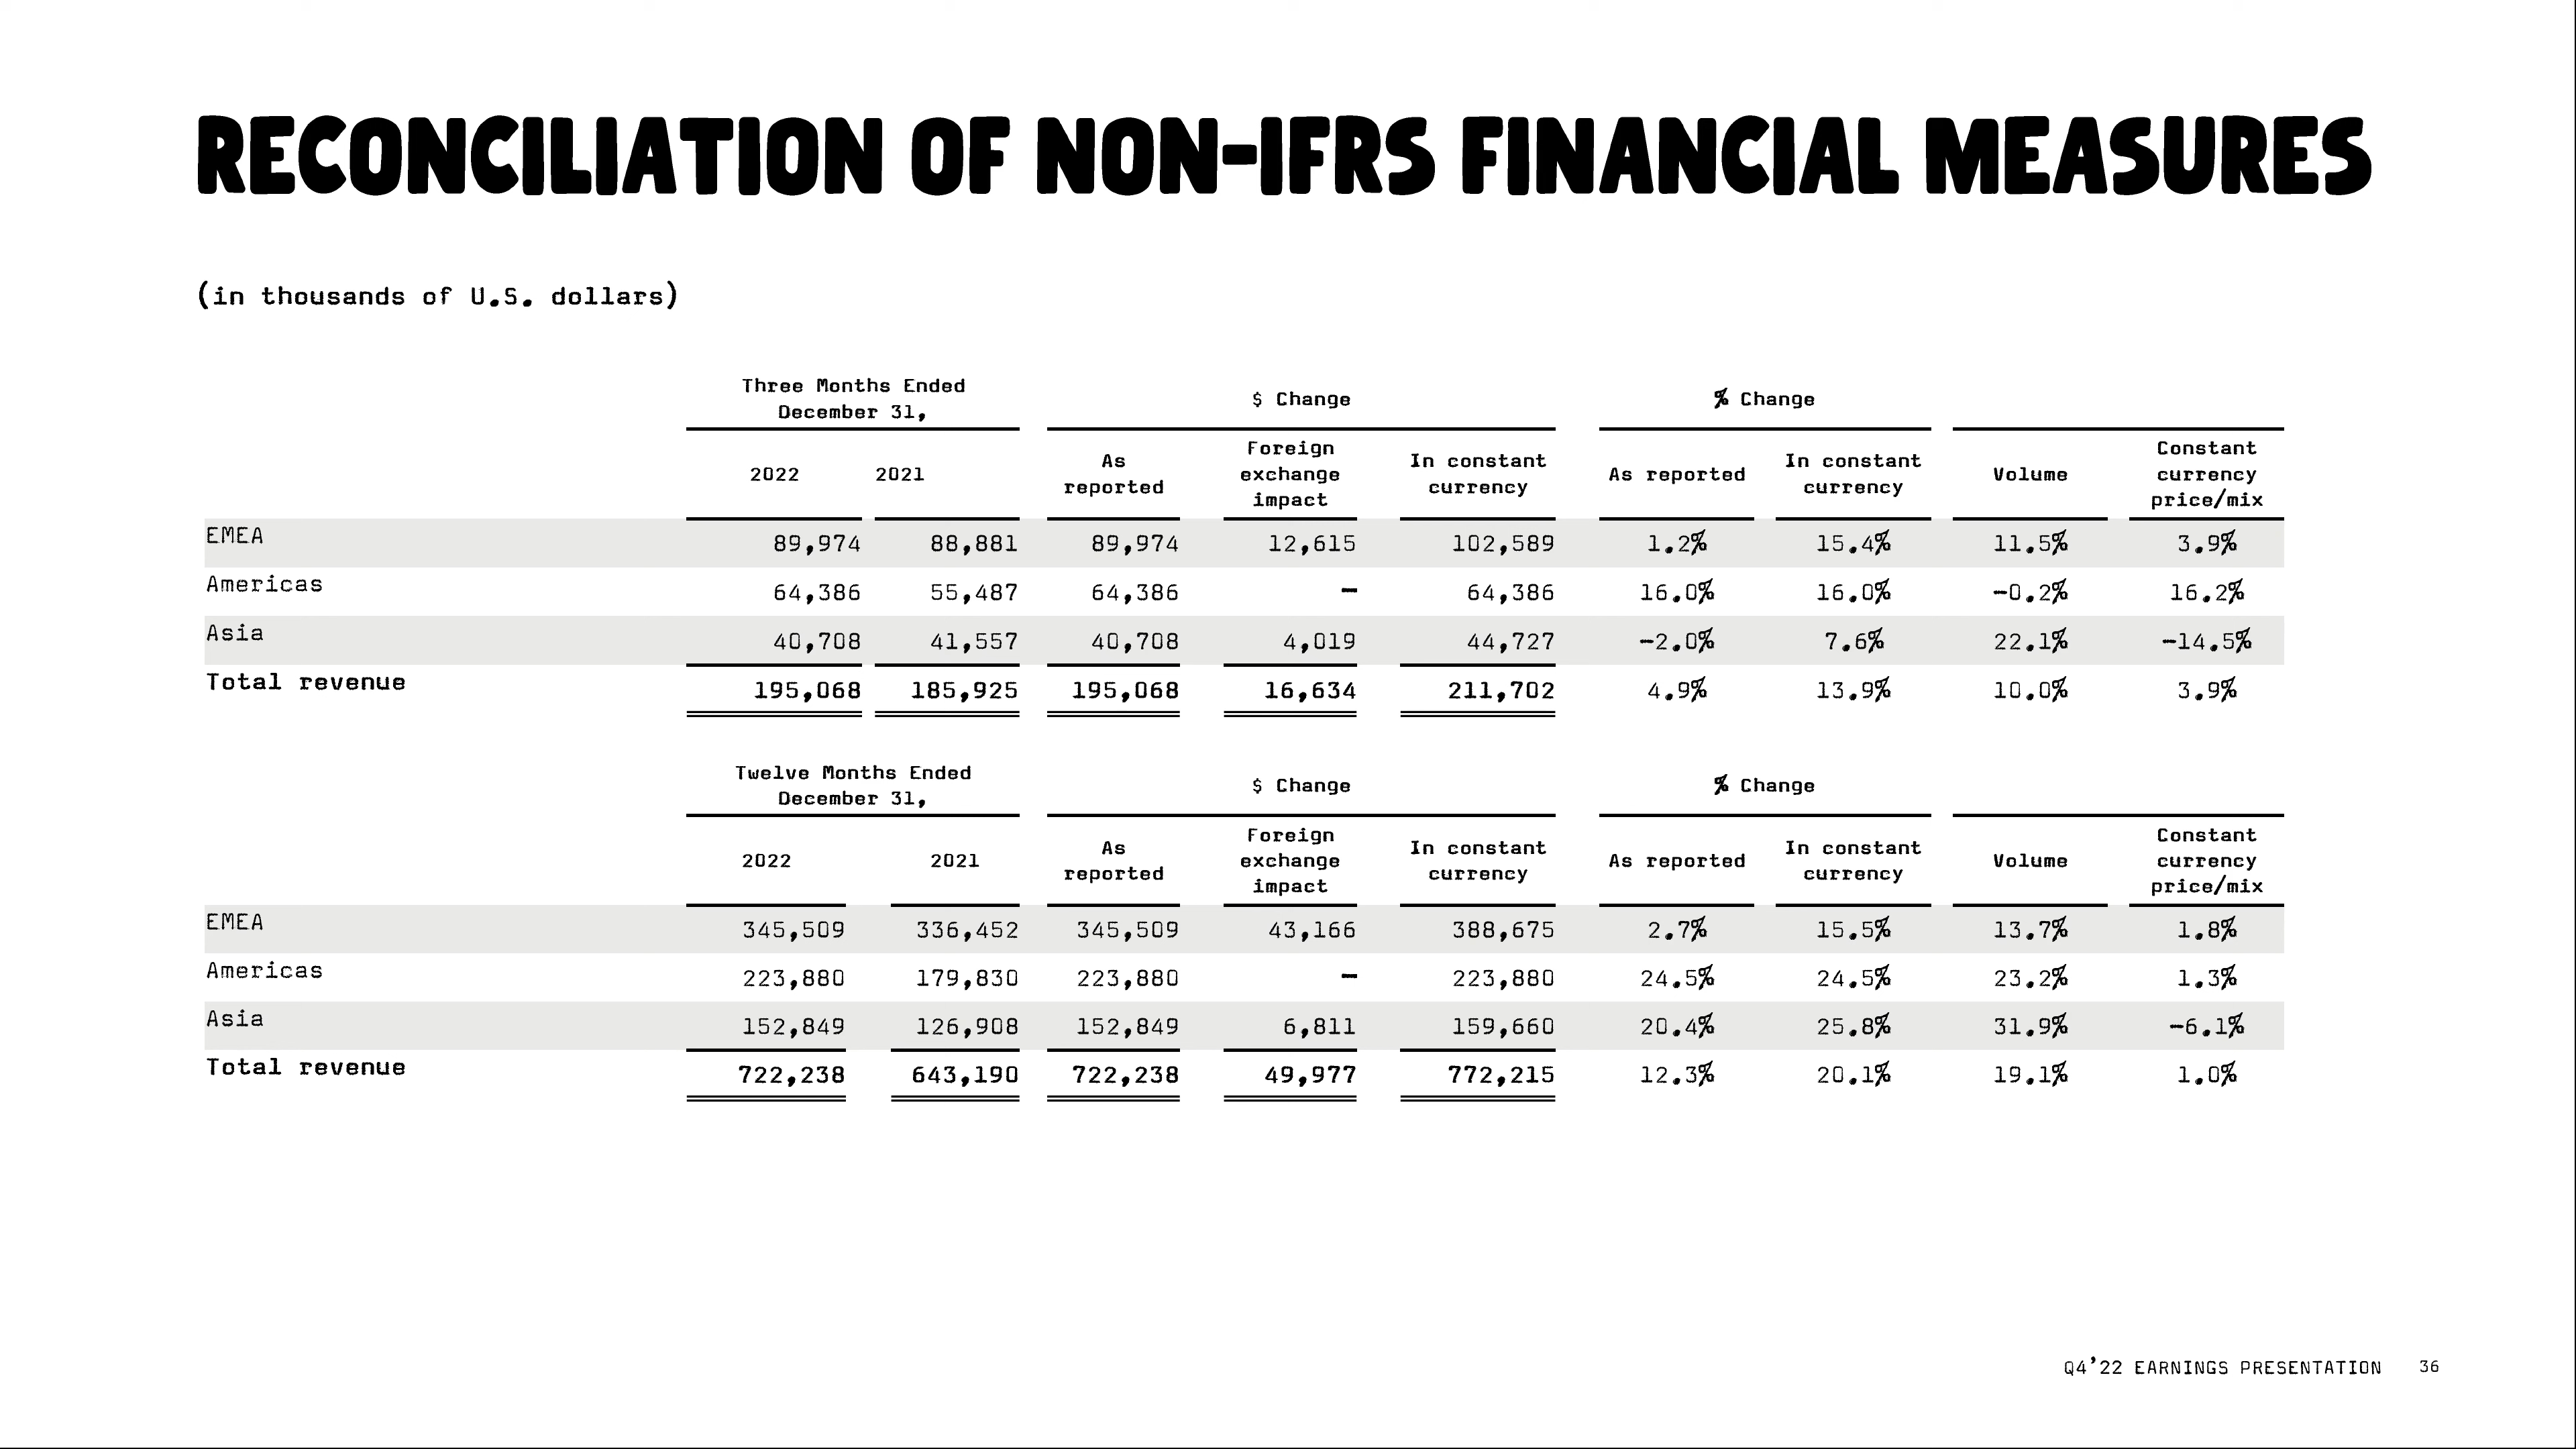 RECONCILIATION OF NON-IFRS FINANCIAL MEASURES
(in thousands of U.S. dollars)
Three Months Ended December 31, $ Change % Change
2022 2021 As reported Foreign exchange impact In constant currency As reported In constant currency Volume Constant currency price/mix
EMEA 89,974 88,881 89,974 12,615 102,589 1.2% 15.4% 11.5% 3.9%
Americas 64,386 55,487 64,386 – 64,386 16.0% 16.0% -0.2% 16.2%
Asia 40,708 41,557 40,708 4,019 44,727 -2.0% 7.6% 22.1% -14.5%
Total revenue 195,068 185,925 195,068 16,634 211,702 4.9% 13.9% 10.0% 3.9%
Twelve Months Ended December 31, $ Change % Change
2022 2021 As reported Foreign exchange impact In constant currency As reported In constant currency Volume Constant currency price/mix
EMEA 345,509 336,452 345,509 43,166 388,675 2.7% 15.5% 13.7% 1.8%
Americas 223,880 179,830 223,880 – 223,880 24.5% 24.5% 23.2% 1.3%
Asia 152,849 126,908 152,849 6,811 159,660 20.4% 25.8% 31.9% -6.1%
Total revenue 722,238 643,190 722,238 49,977 772,215 12.3% 20.1% 19.1% 1.0%
Q4'22 EARNINGS PRESENTATION 36